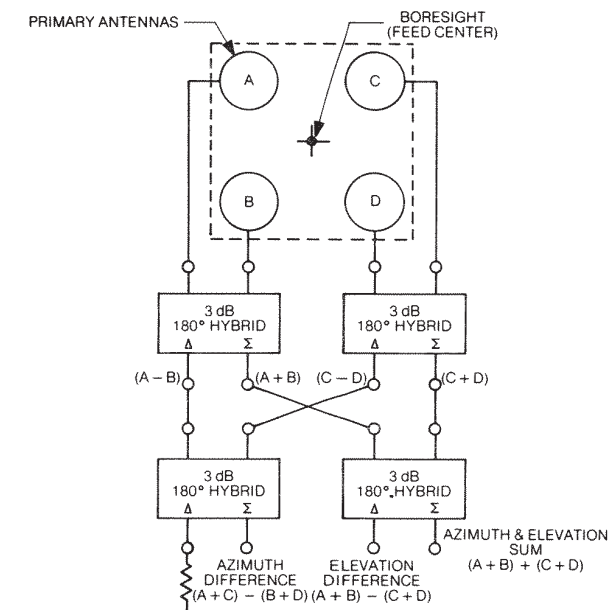 PRIMARY ANTENNAS
BORESIGHT
(FEED CENTER)
A
C
B
D
3 dB
180° HYBRID
Δ Σ
3 dB
180° HYBRID
Δ Σ
(A – B)
(A + B)
(C – D)
(C + D)
3 dB
180° HYBRID
Δ Σ
3 dB
180° HYBRID
Δ Σ
AZIMUTH
DIFFERENCE
(A + C) – (B + D)
ELEVATION
DIFFERENCE
(A + B) – (C + D)
AZIMUTH & ELEVATION
SUM
(A + B) + (C + D)